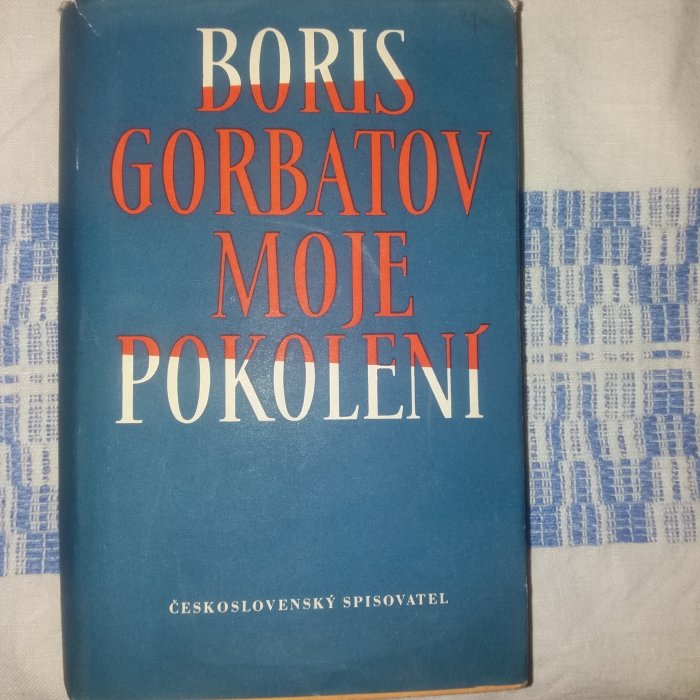 BORIS
GORBATOV
MOJE
POKOLENÍ
ČESKOSLOVENSKÝ SPISOVATEL